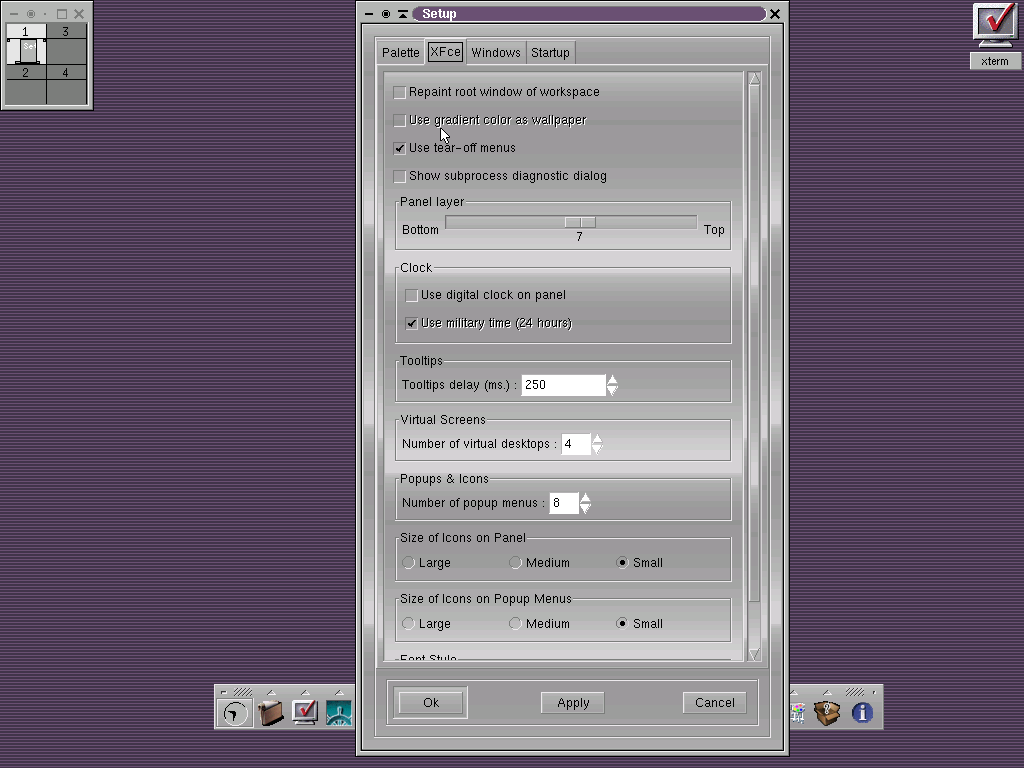 Setup
1 3
Set
2 4
xterm
Palette XFce Windows Startup
Repaint root window of workspace
Use gradient color as wallpaper
Use tear-off menus
Show subprocess diagnostic dialog
Panel layer
Bottom Top
7
Clock
Use digital clock on panel
Use military time (24 hours)
Tooltips
Tooltips delay (ms.) : 250
Virtual Screens
Number of virtual desktops : 4
Popups & Icons
Number of popup menus : 8
Size of Icons on Panel
Large Medium Small
Size of Icons on Popup Menus
Large Medium Small
Font Style
Ok Apply Cancel